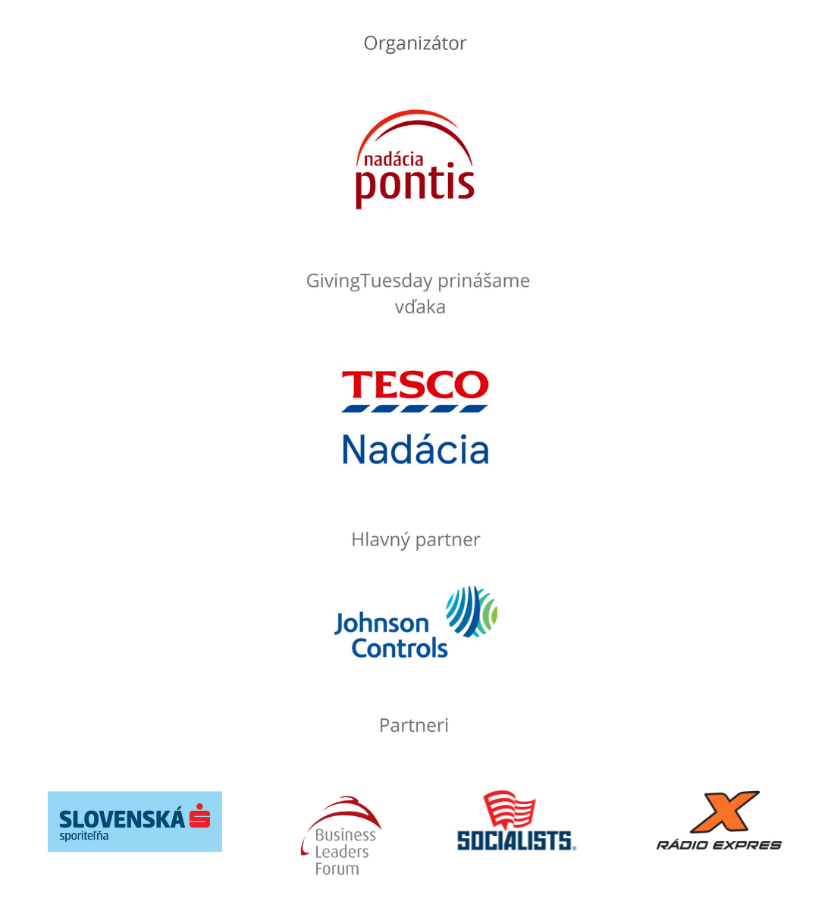 Organizátor
nadácia
pontis
GivingTuesday prinášame
vďaka
TESCO
Nadácia
Hlavný partner
Johnson
Controls
Partneri
SLOVENSKÁ
sporiteľňa
Business
Leaders
Forum
SOCIALISTS.
RÁDIO EXPRES